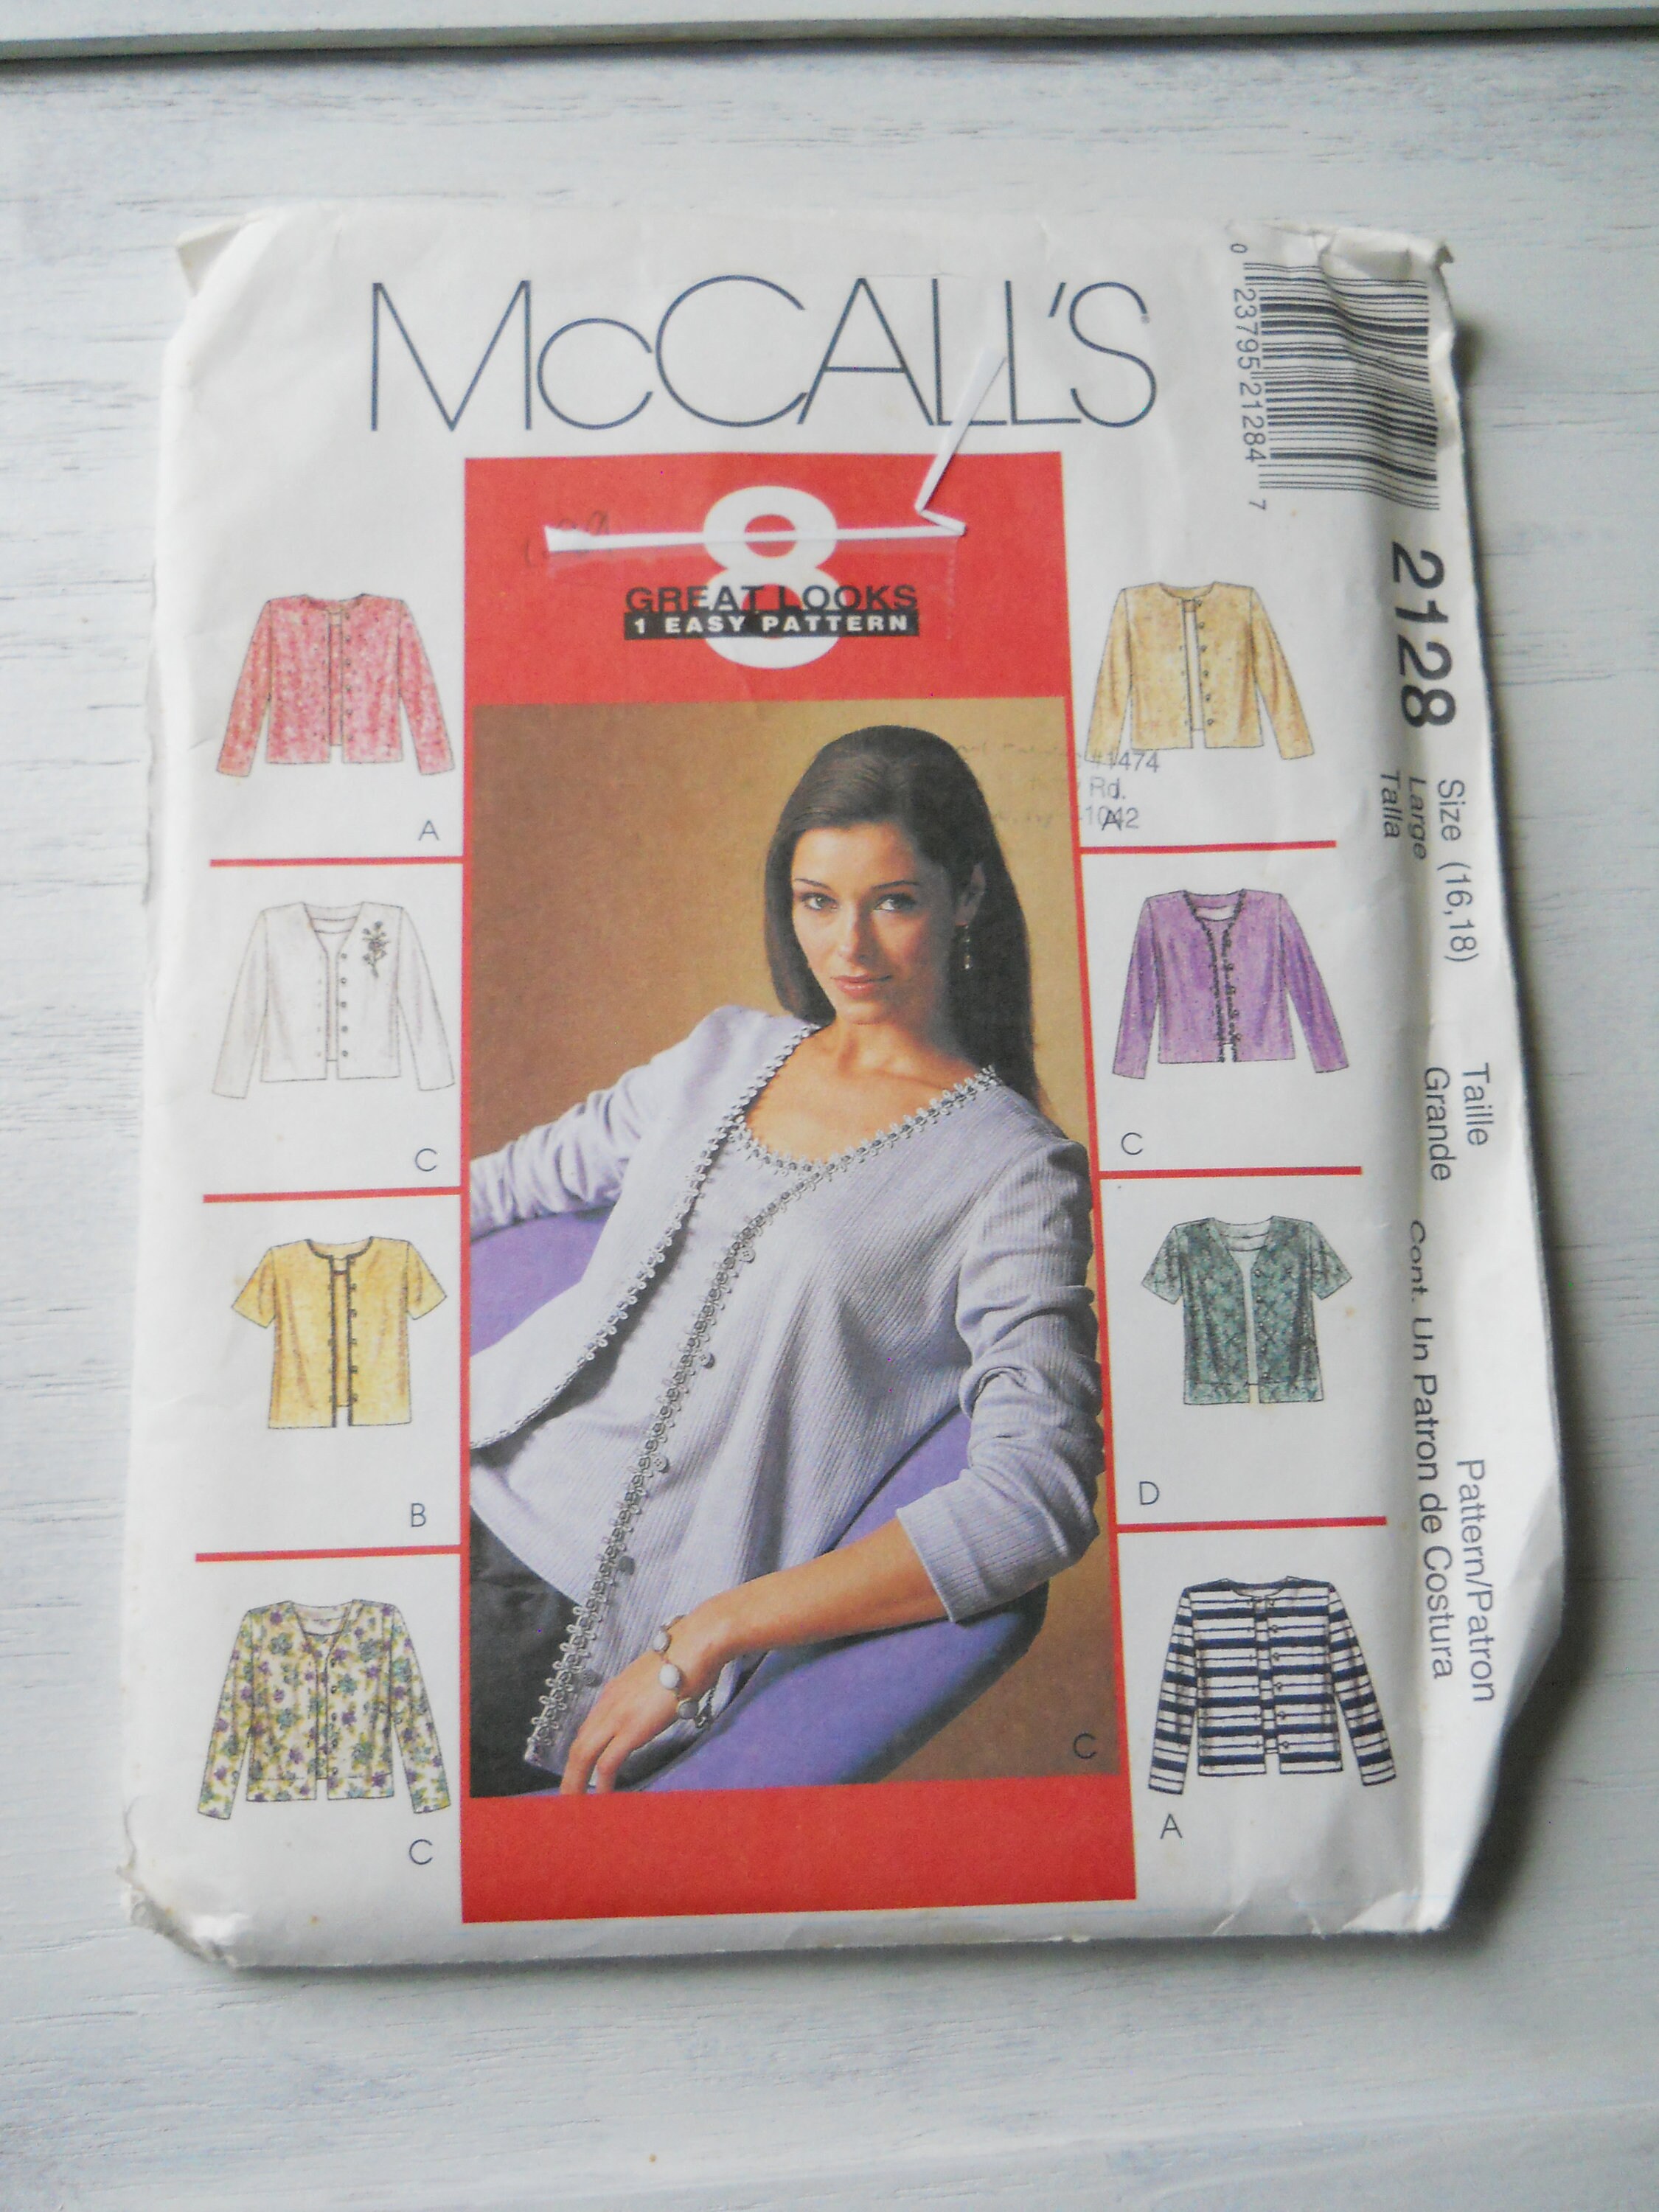 McCALL'S
8
GREAT LOOKS
1 EASY PATTERN
A
C
B
C
#1474
Rd.
A
C
D
A
C
0 23795 21284 7
2128
Size (16,18)
Large
Talla
Taille
Grande
Pattern/Patron
Cont. Un Patron de Costura